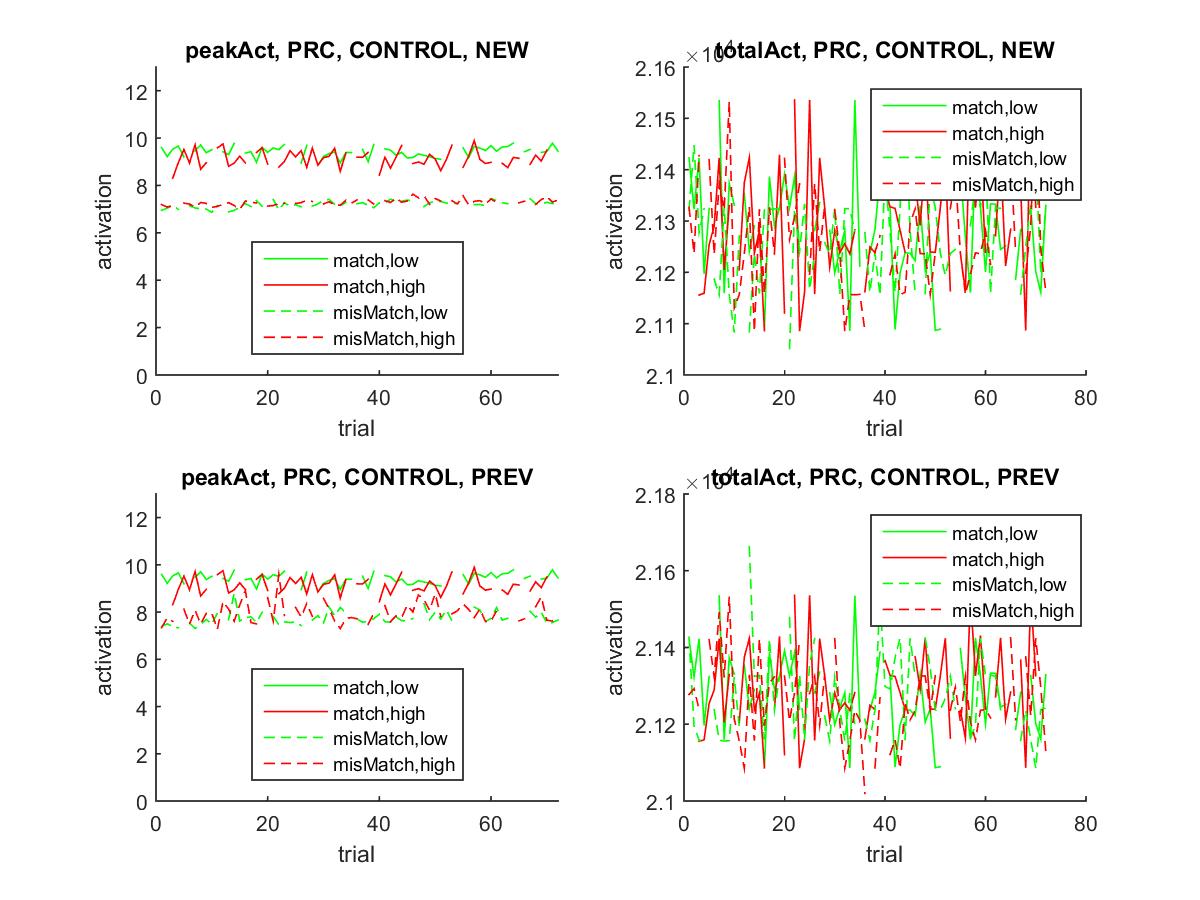 peakAct, PRC, CONTROL, NEW
12
10
8
6
4
2
0
activation
match,low
match,high
misMatch,low
misMatch,high
0 20 40 60
trial
totalAct, PRC, CONTROL, NEW
×10⁴
2.16
2.15
2.14
2.13
2.12
2.11
2.1
activation
match,low
match,high
misMatch,low
misMatch,high
0 20 40 60 80
trial
peakAct, PRC, CONTROL, PREV
12
10
8
6
4
2
0
activation
match,low
match,high
misMatch,low
misMatch,high
0 20 40 60
trial
totalAct, PRC, CONTROL, PREV
×10⁴
2.18
2.16
2.14
2.12
2.1
activation
match,low
match,high
misMatch,low
misMatch,high
0 20 40 60 80
trial